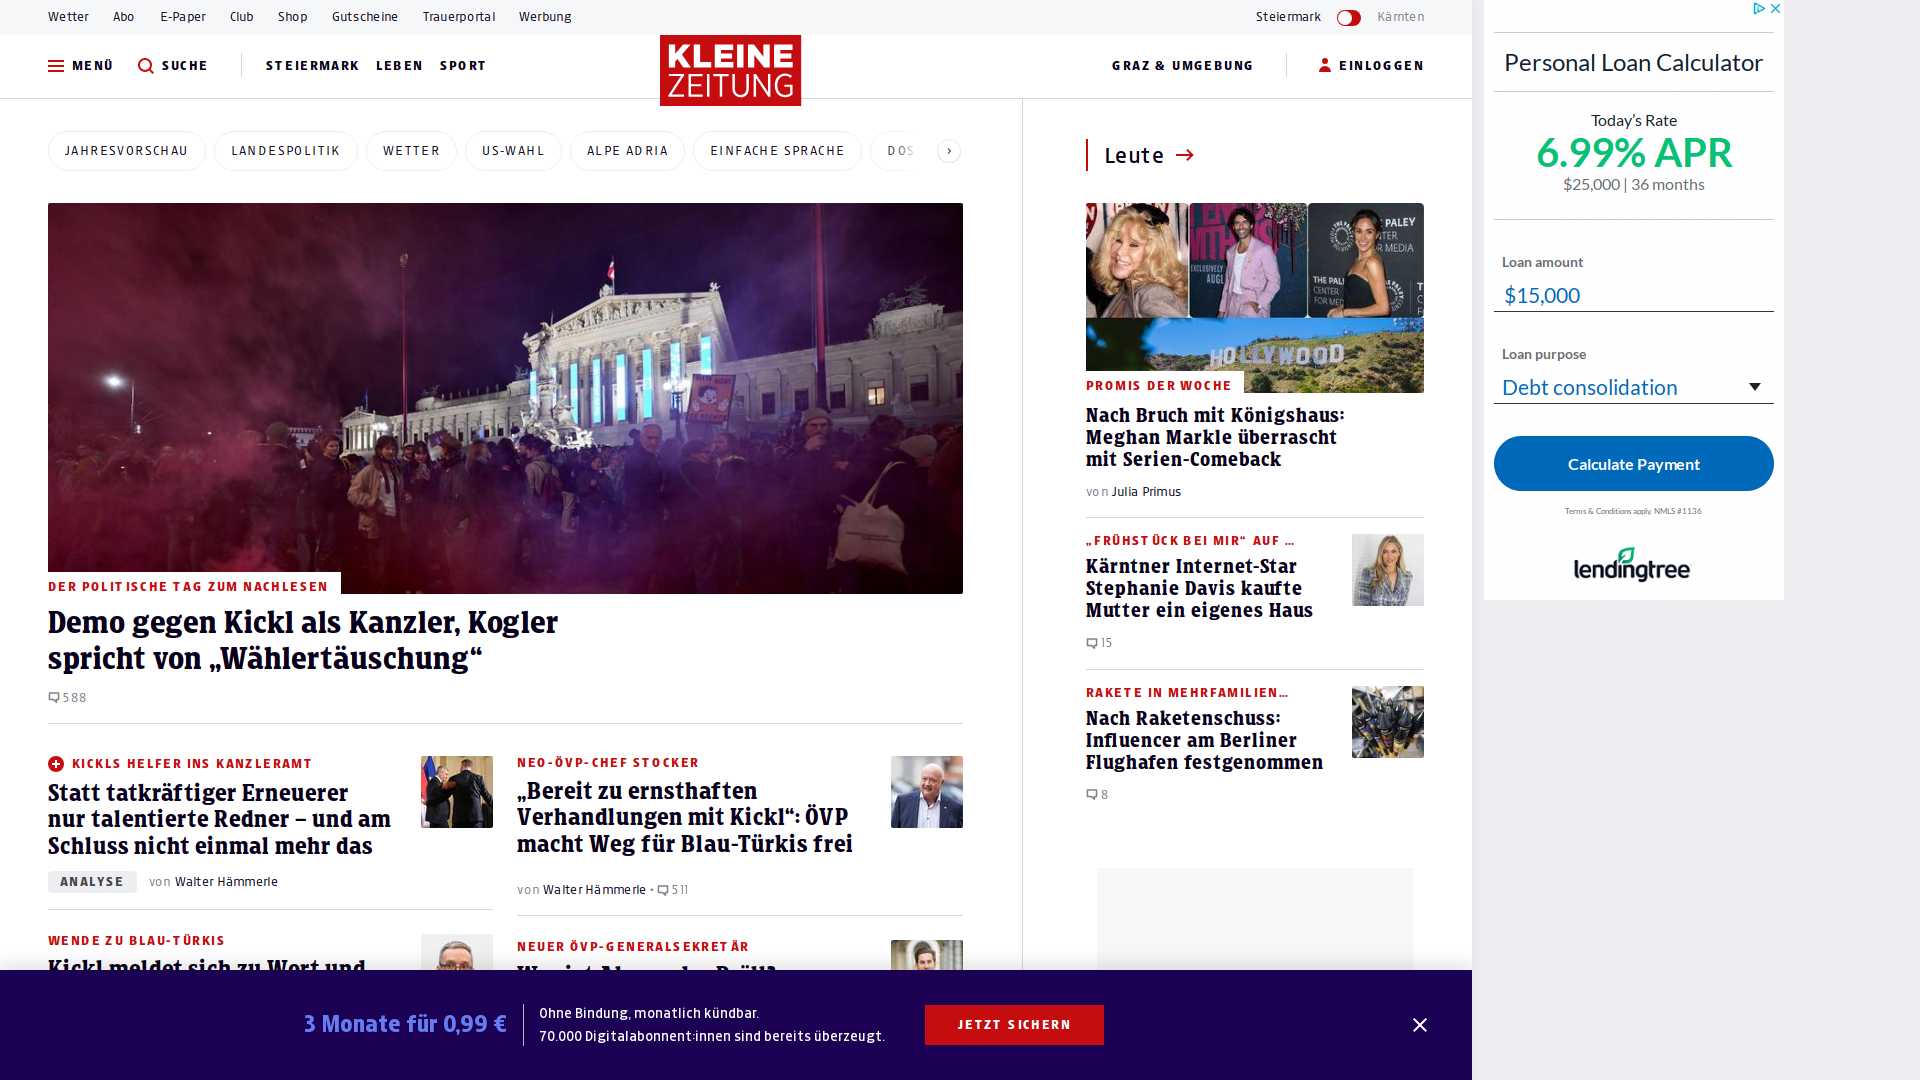 Wetter Abo E-Paper Club Shop Gutscheine Trauerportal Werbung Steiermark Kärnten
MENÜ SUCHE STEIERMARK LEBEN SPORT
KLEINE
ZEITUNG
GRAZ & UMGEBUNG EINLOGGEN
JAHRESVORSCHAU LANDESPOLITIK WETTER US-WAHL ALPE ADRIA EINFACHE SPRACHE DOS
DER POLITISCHE TAG ZUM NACHLESEN
Demo gegen Kickl als Kanzler, Kogler
spricht von „Wählertäuschung“
588
KICKLS HELFER INS KANZLERAMT
Statt tatkräftiger Erneuerer
nur talentierte Redner – und am
Schluss nicht einmal mehr das
ANALYSE von Walter Hämmerle
WENDE ZU BLAU-TÜRKIS
Kickl meldet sich zu Wort und
NEO-ÖVP-CHEF STOCKER
„Bereit zu ernsthaften
Verhandlungen mit Kickl“: ÖVP
macht Weg für Blau-Türkis frei
von Walter Hämmerle • 511
NEUER ÖVP-GENERALSEKRETÄR
Leute
HOLLYWOOD
PROMIS DER WOCHE
Nach Bruch mit Königshaus:
Meghan Markle überrascht
mit Serien-Comeback
von Julia Primus
„FRÜHSTÜCK BEI MIR“ AUF ...
Kärntner Internet-Star
Stephanie Davis kaufte
Mutter ein eigenes Haus
15
RAKETE IN MEHRFAMILIEN...
Nach Raketenschuss:
Influencer am Berliner
Flughafen festgenommen
8
Personal Loan Calculator
Today’s Rate
6.99% APR
$25,000 | 36 months
Loan amount
$15,000
Loan purpose
Debt consolidation
Calculate Payment
Terms & Conditions apply. NMLS #1136
lendingtree
3 Monate für 0,99 €
Ohne Bindung, monatlich kündbar.
70.000 Digitalabonnent:innen sind bereits überzeugt.
JETZT SICHERN